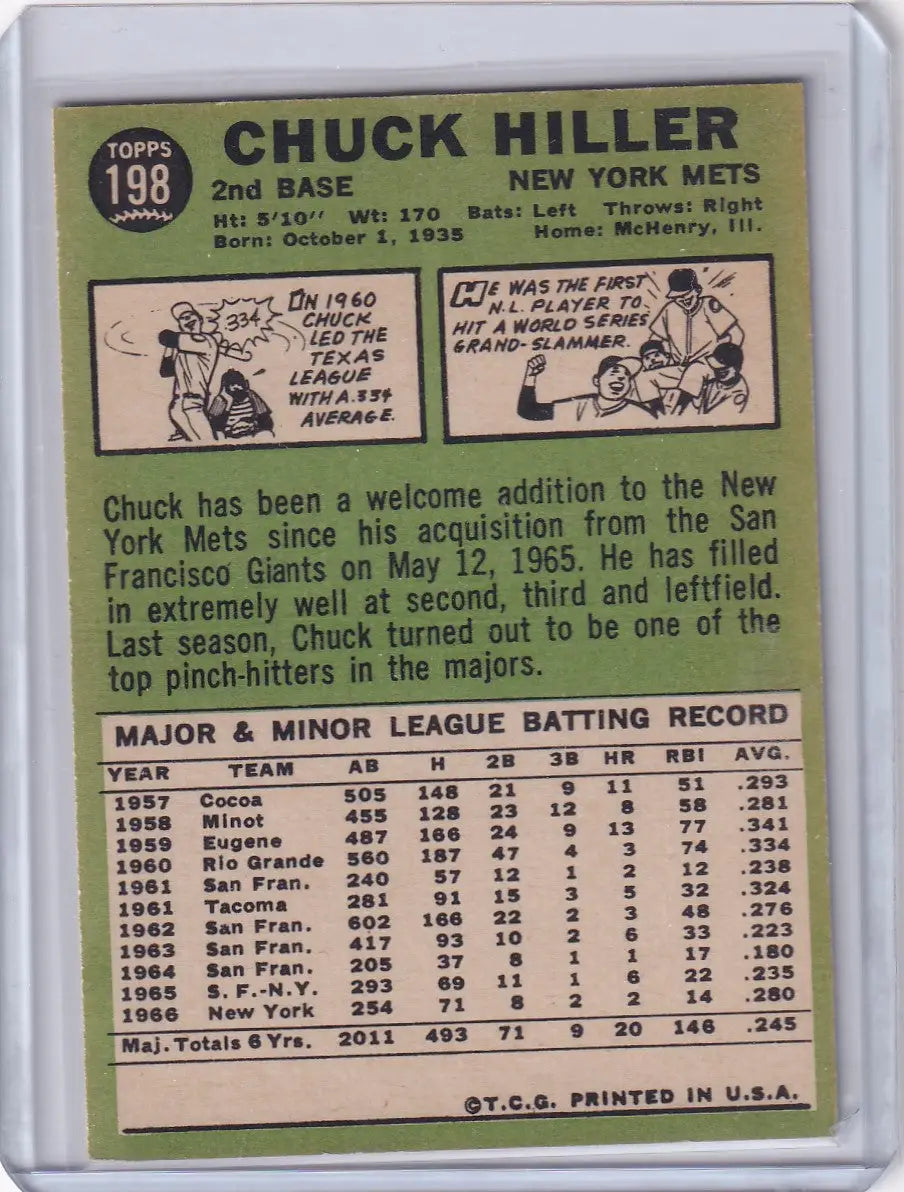 TOPPS
198
CHUCK HILLER
2nd BASE NEW YORK METS
Ht: 5'10" Wt: 170 Bats: Left Throws: Right
Born: October 1, 1935 Home: McHenry, Ill.
.334
IN 1960
CHUCK
LED THE
TEXAS
LEAGUE
WITH A .334
AVERAGE.
HE WAS THE FIRST
N.L. PLAYER TO
HIT A WORLD SERIES
GRAND-SLAMMER.
Chuck has been a welcome addition to the New
York Mets since his acquisition from the San
Francisco Giants on May 12, 1965. He has filled
in extremely well at second, third and leftfield.
Last season, Chuck turned out to be one of the
top pinch-hitters in the majors.
MAJOR & MINOR LEAGUE BATTING RECORD
YEAR TEAM AB H 2B 3B HR RBI AVG.
1957 Cocoa 505 148 21 9 11 51 .293
1958 Minot 455 128 23 12 8 58 .281
1959 Eugene 487 166 24 9 13 77 .341
1960 Rio Grande 560 187 47 4 3 74 .334
1961 San Fran. 240 57 12 1 2 12 .238
1961 Tacoma 281 91 15 3 5 32 .324
1962 San Fran. 602 166 22 2 3 48 .276
1963 San Fran. 417 93 10 2 6 33 .223
1964 San Fran. 205 37 8 1 1 17 .180
1965 S. F.-N.Y. 293 69 11 1 6 22 .235
1966 New York 254 71 8 2 2 14 .280
Maj. Totals 6 Yrs. 2011 493 71 9 20 146 .245
©T.C.G. PRINTED IN U.S.A.